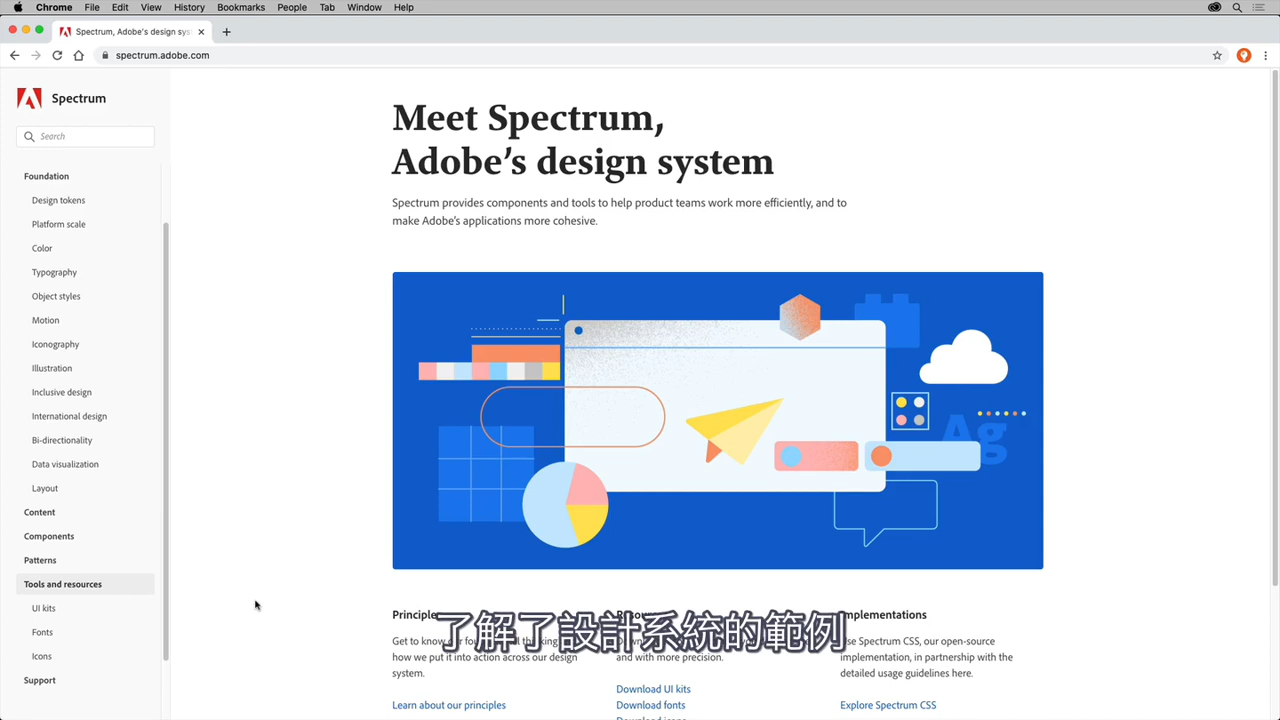 Chrome File Edit View History Bookmarks People Tab Window Help
Spectrum, Adobe's design sys
spectrum.adobe.com
Spectrum
Search
Foundation
Design tokens
Platform scale
Color
Typography
Object styles
Motion
Iconography
Illustration
Inclusive design
International design
Bi-directionality
Data visualization
Layout
Content
Components
Patterns
Tools and resources
UI kits
Fonts
Icons
Support
Meet Spectrum,
Adobe's design system
Spectrum provides components and tools to help product teams work more efficiently, and to
make Adobe's applications more cohesive.
Ag
Principles
Get to know
how we put it into action across our design
system.
Learn about our principles
and with more precision.
Download UI kits
Download fonts
Download icons
Implementations
Use Spectrum CSS, our open-source
implementation, in partnership with the
detailed usage guidelines here.
Explore Spectrum CSS
了解了設計系統的範例